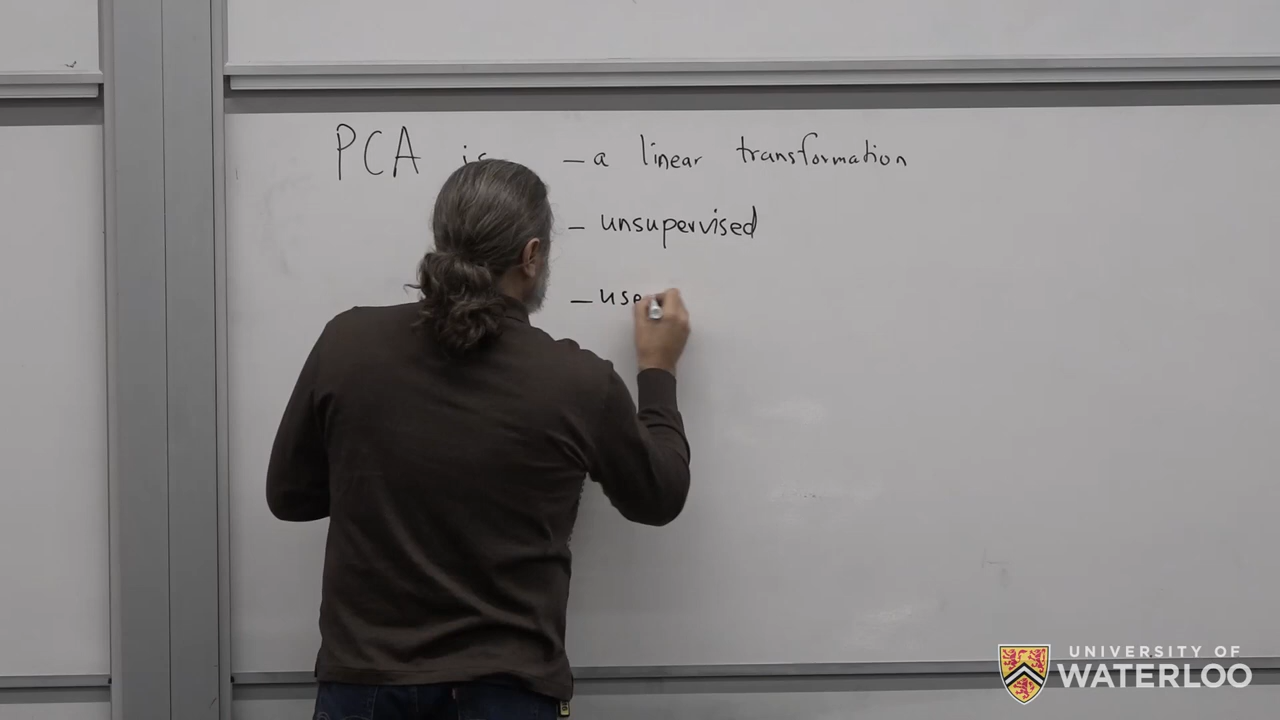 PCA is – a linear transformation
– unsupervised
– use
UNIVERSITY OF
WATERLOO